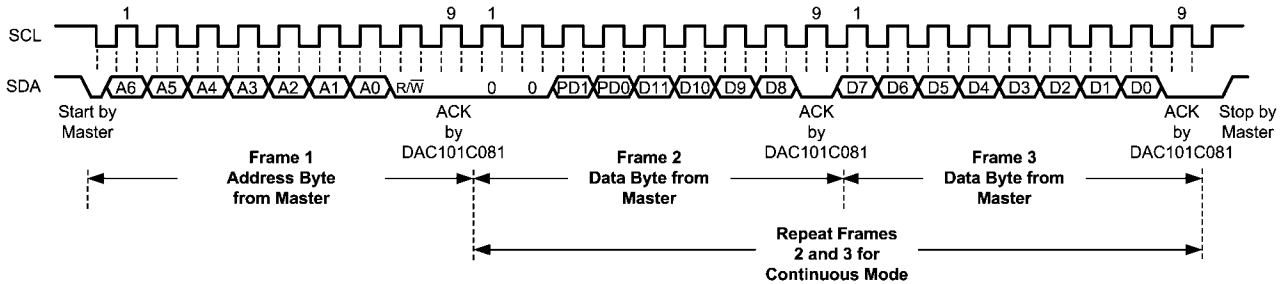 1 9 1 9 1 9
SCL
SDA A6 A5 A4 A3 A2 A1 A0 R/W̅ 0 0 PD1 PD0 D11 D10 D9 D8 D7 D6 D5 D4 D3 D2 D1 D0
Start by
Master
ACK
by
DAC101C081
ACK
by
DAC101C081
ACK
by
DAC101C081
Stop by
Master
Frame 1
Address Byte
from Master
Frame 2
Data Byte from
Master
Frame 3
Data Byte from
Master
Repeat Frames
2 and 3 for
Continuous Mode